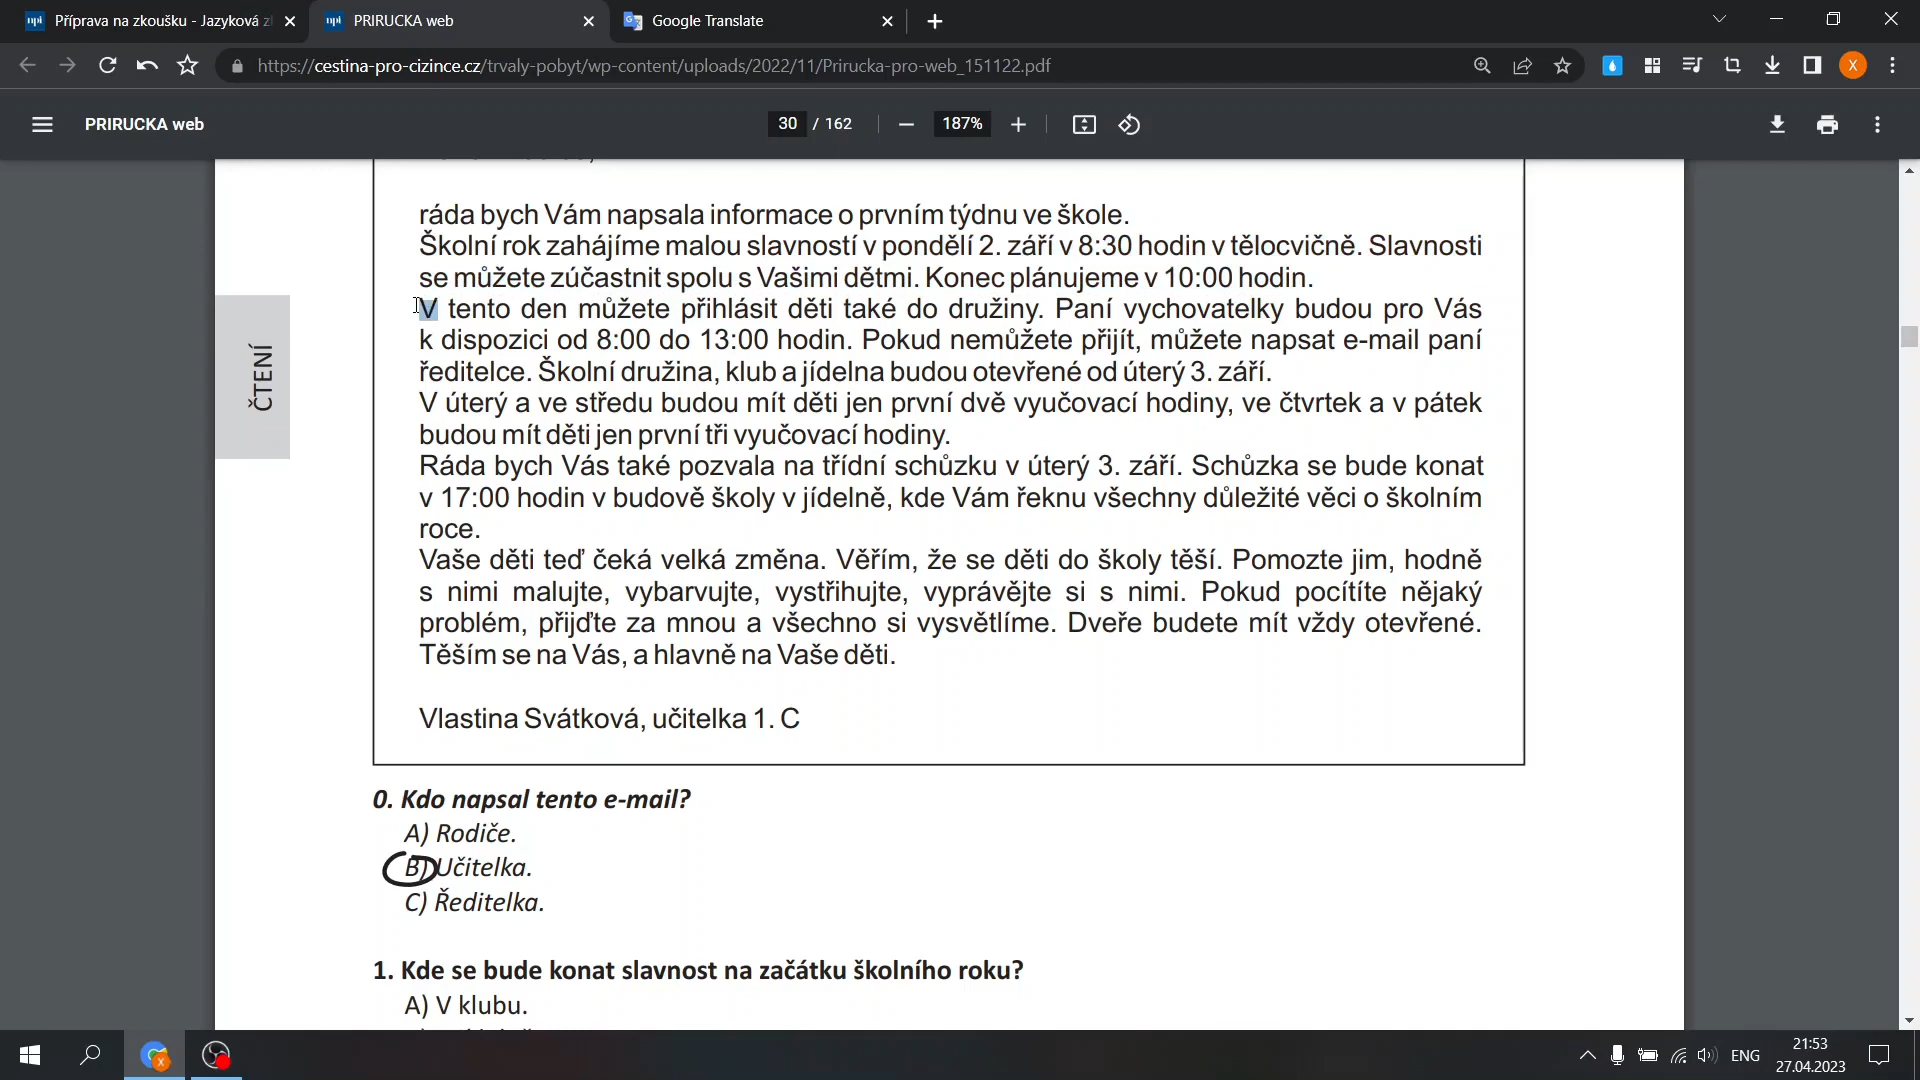 Příprava na zkoušku - Jazyková z
PRIRUCKA web
Google Translate
https://cestina-pro-cizince.cz/trvaly-pobyt/wp-content/uploads/2022/11/Prirucka-pro-web_151122.pdf
X
PRIRUCKA web
30 / 162
187%
ráda bych Vám napsala informace o prvním týdnu ve škole.
Školní rok zahájíme malou slavností v pondělí 2. září v 8:30 hodin v tělocvičně. Slavnosti
se můžete zúčastnit spolu s Vašimi dětmi. Konec plánujeme v 10:00 hodin.
V tento den můžete přihlásit děti také do družiny. Paní vychovatelky budou pro Vás
k dispozici od 8:00 do 13:00 hodin. Pokud nemůžete přijít, můžete napsat e-mail paní
ředitelce. Školní družina, klub a jídelna budou otevřené od úterý 3. září.
V úterý a ve středu budou mít děti jen první dvě vyučovací hodiny, ve čtvrtek a v pátek
budou mít děti jen první tři vyučovací hodiny.
Ráda bych Vás také pozvala na třídní schůzku v úterý 3. září. Schůzka se bude konat
v 17:00 hodin v budově školy v jídelně, kde Vám řeknu všechny důležité věci o školním
roce.
Vaše děti teď čeká velká změna. Věřím, že se děti do školy těší. Pomozte jim, hodně
s nimi malujte, vybarvujte, vystřihujte, vyprávějte si s nimi. Pokud pocítíte nějaký
problém, přijďte za mnou a všechno si vysvětlíme. Dveře budete mít vždy otevřené.
Těším se na Vás, a hlavně na Vaše děti.
Vlastina Svátková, učitelka 1. C
ČTENÍ
0. Kdo napsal tento e-mail?
A) Rodiče.
B) Učitelka.
C) Ředitelka.
1. Kde se bude konat slavnost na začátku školního roku?
A) V klubu.
ENG
21:53
27.04.2023